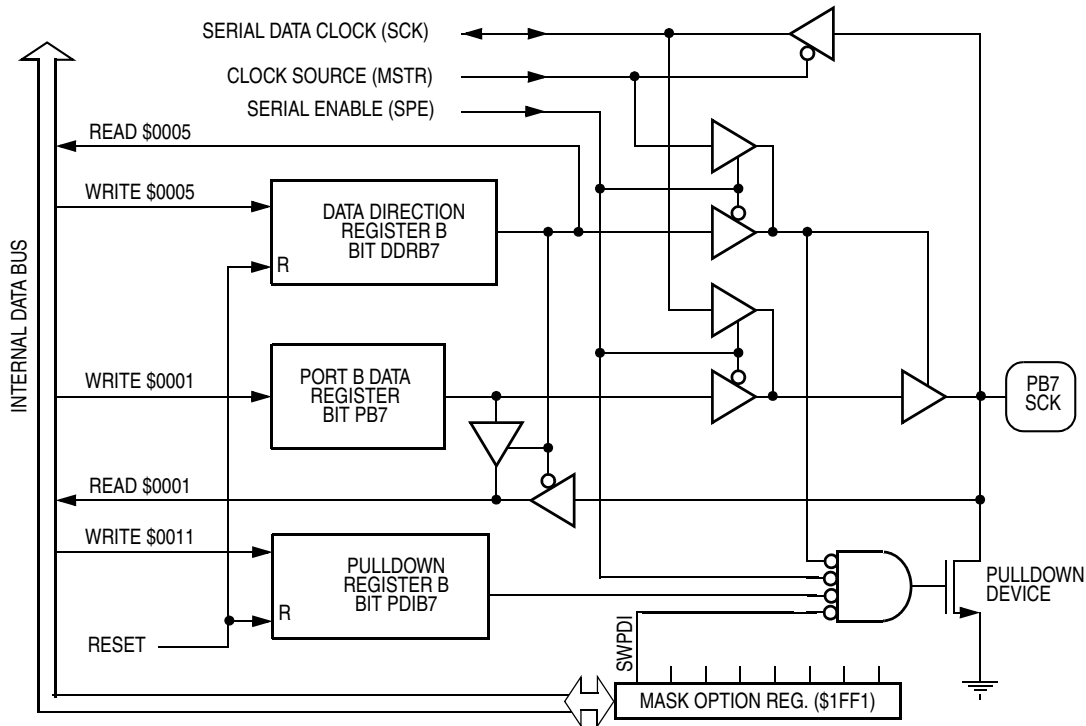 SERIAL DATA CLOCK (SCK)
CLOCK SOURCE (MSTR)
SERIAL ENABLE (SPE)
READ $0005
WRITE $0005
DATA DIRECTION
REGISTER B
BIT DDRB7
R
INTERNAL DATA BUS
WRITE $0001
PORT B DATA
REGISTER
BIT PB7
PB7
SCK
READ $0001
WRITE $0011
PULLDOWN
REGISTER B
BIT PDIB7
R
PULLDOWN
DEVICE
RESET
SWPDI
MASK OPTION REG. ($1FF1)